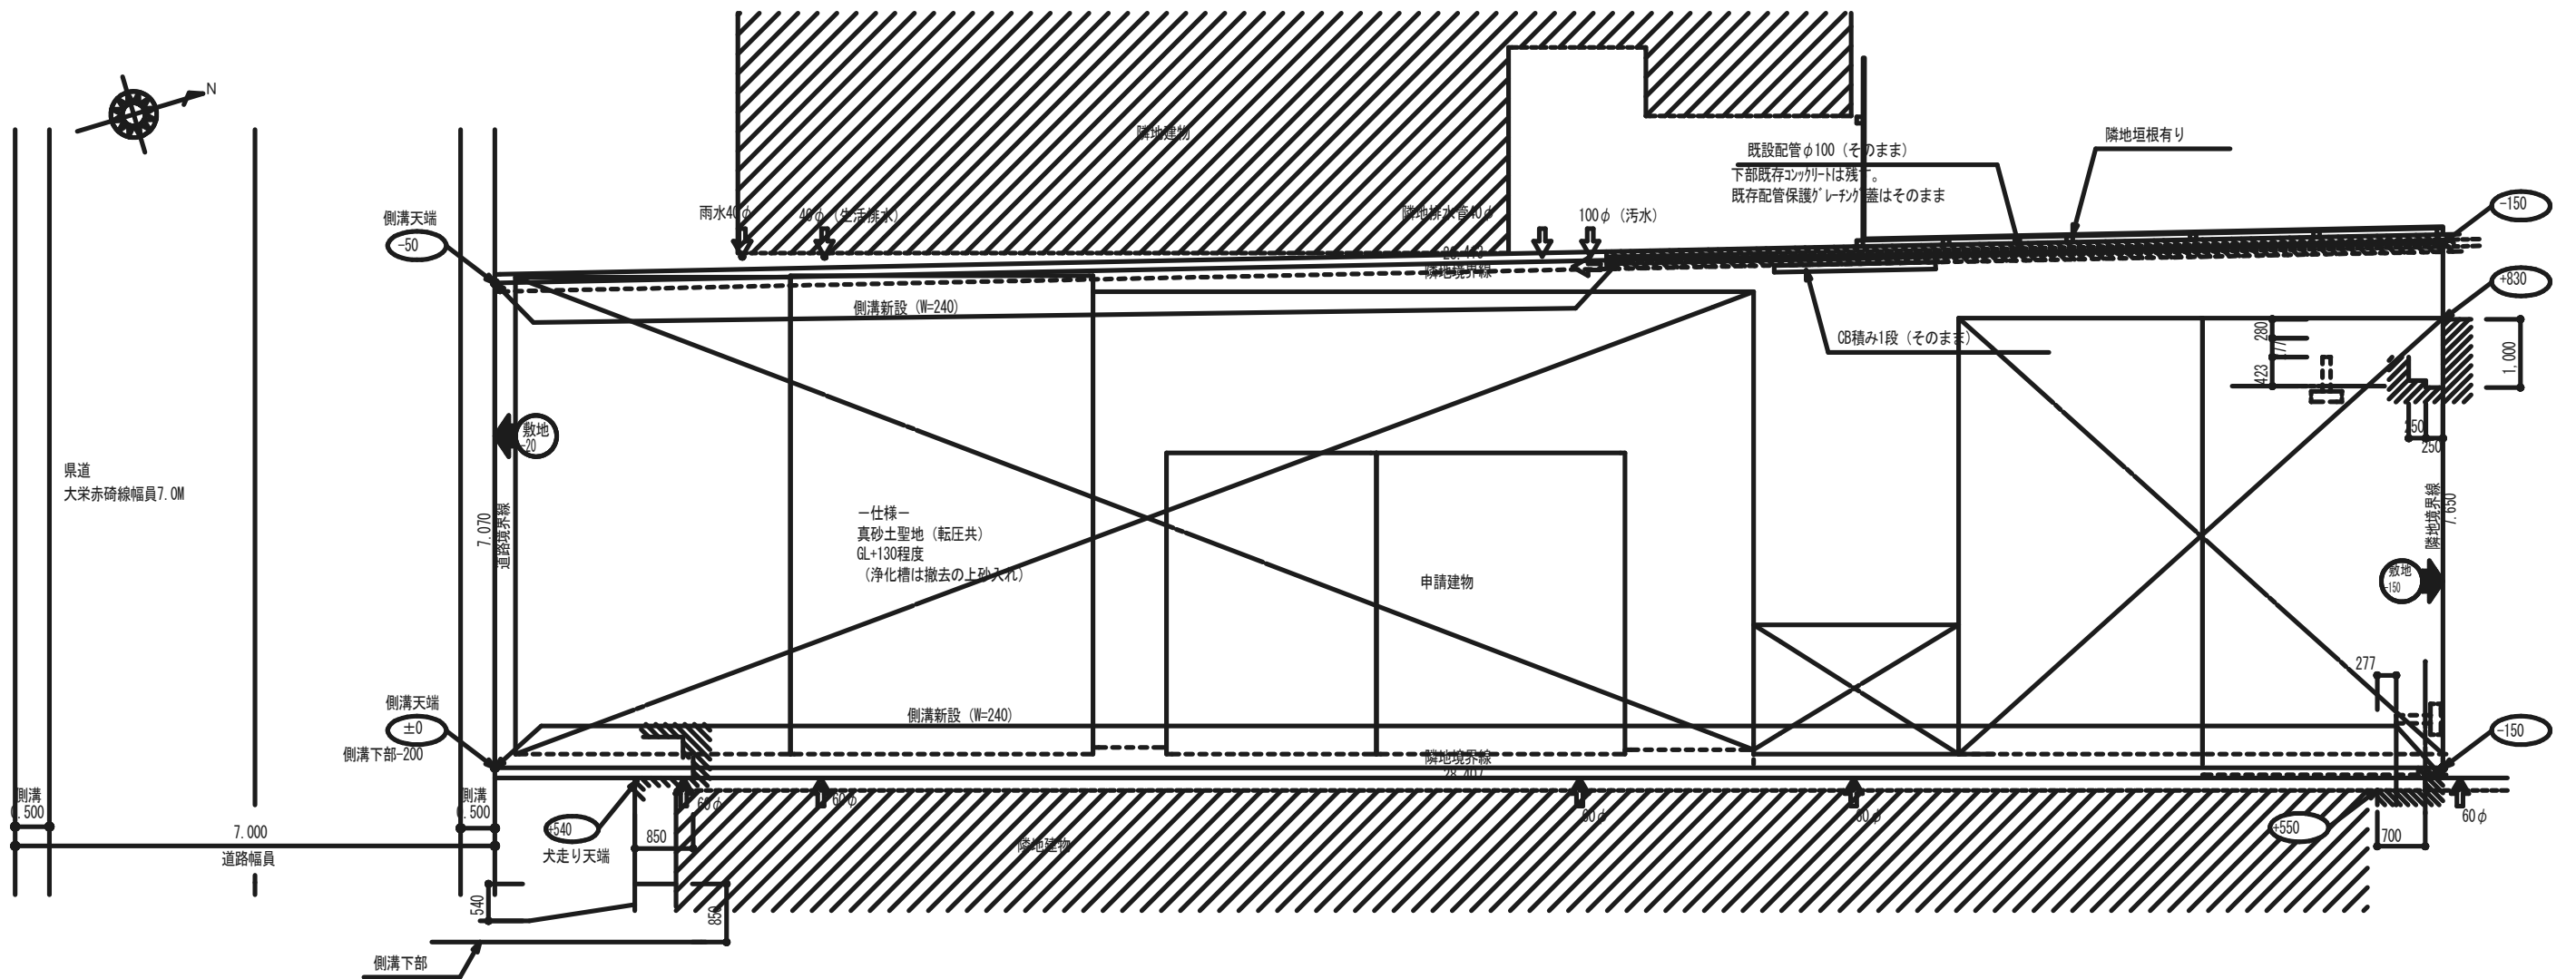 N
隣地建物
隣地垣根有り
既設配管φ100（そのまま）
下部既存ｺﾝｸﾘｰﾄは残す。
既存配管保護ｸﾞﾚｰﾁﾝｸﾞ蓋はそのまま
側溝天端
-50
雨水40φ
40φ（生活排水）
隣地排水管40φ
100φ（汚水）
-150
隣地境界線
+830
側溝新設（W=240）
CB積み1段（そのまま）
280
423
1,000
250
250
敷地
-20
県道
大栄赤碕線幅員7.0M
7.070
道路境界線
－仕様－
真砂土聖地（転圧共）
GL+130程度
（浄化槽は撤去の上砂入れ）
申請建物
隣地境界線
7.650
敷地
-150
277
側溝天端
±0
側溝下部-200
側溝新設（W=240）
隣地境界線
28.407
-150
側溝
側溝
.500
.500
7.000
道路幅員
+540
犬走り天端
850
60φ
60φ
60φ
60φ
60φ
隣地建物
+550
700
540
850
側溝下部